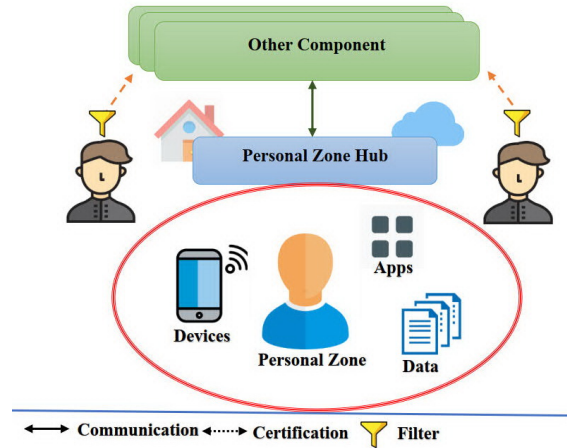 Other Component
Personal Zone Hub
Apps
Devices
Personal Zone
Data
Communication
Certification
Filter